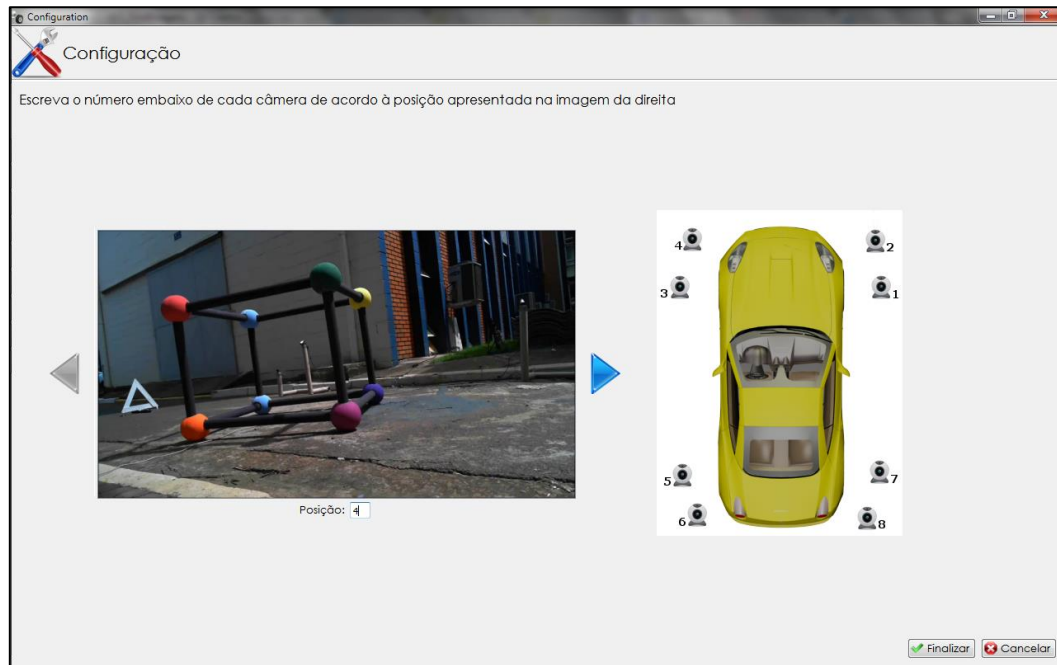 Configuration
Configuração
Escreva o número embaixo de cada câmera de acordo à posição apresentada na imagem da direita
4
2
3
1
5
7
6
8
Posição: 4
Finalizar
Cancelar